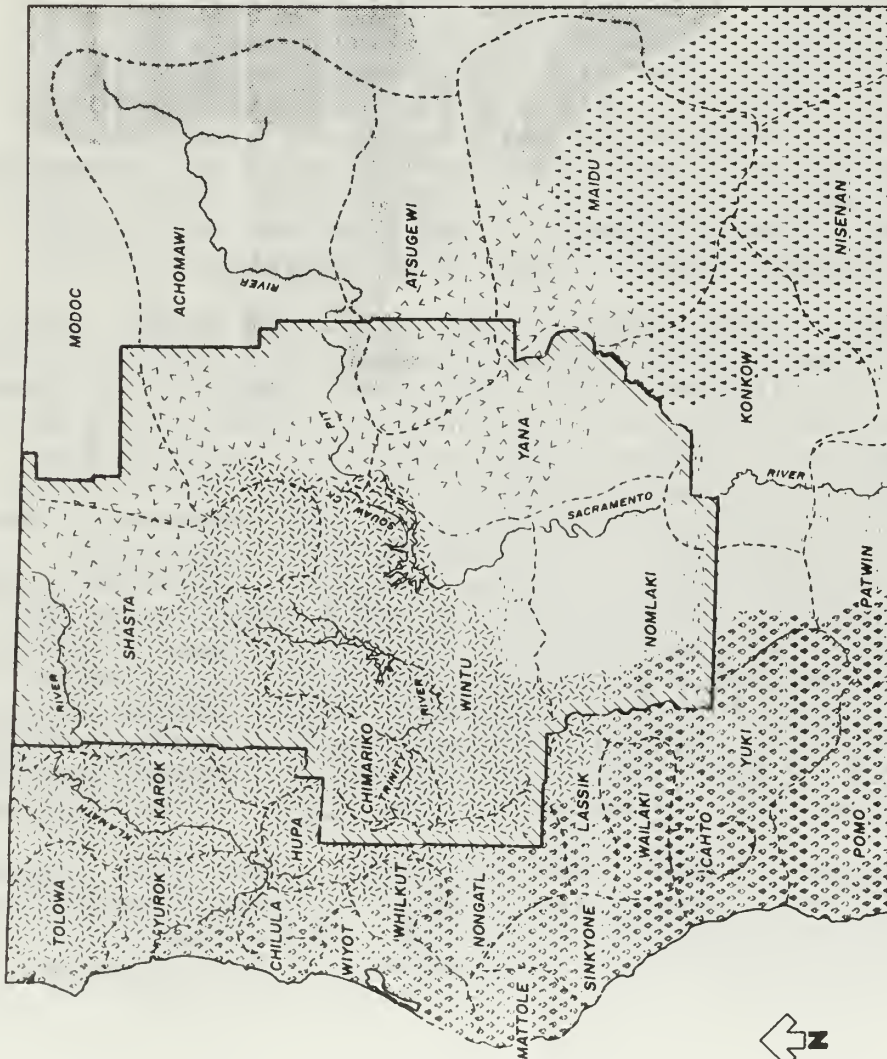 MODOC
ACHOMAWI
RIVER
ATSUGEWI
MAIDU
NISENAN
KONKOW
PIT
YANA
SQUAW
SACRAMENTO
RIVER
SHASTA
RIVER
WINTU
NOMLAKI
PATWIN
CHIMARIKO
TRINITY
RIVER
TOLOWA
KLAMATH
KAROK
YUROK
HUPA
CHILULA
WIYOT
WHILKUT
NONGATL
LASSIK
MATTOLE
SINKYONE
WAILAKI
CAHTO
YUKI
POMO
N